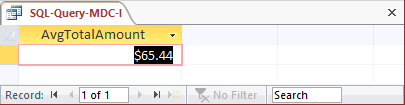 SQL-Query-MDC-I
AvgTotalAmount
$65.44
Record: 1 of 1 No Filter Search